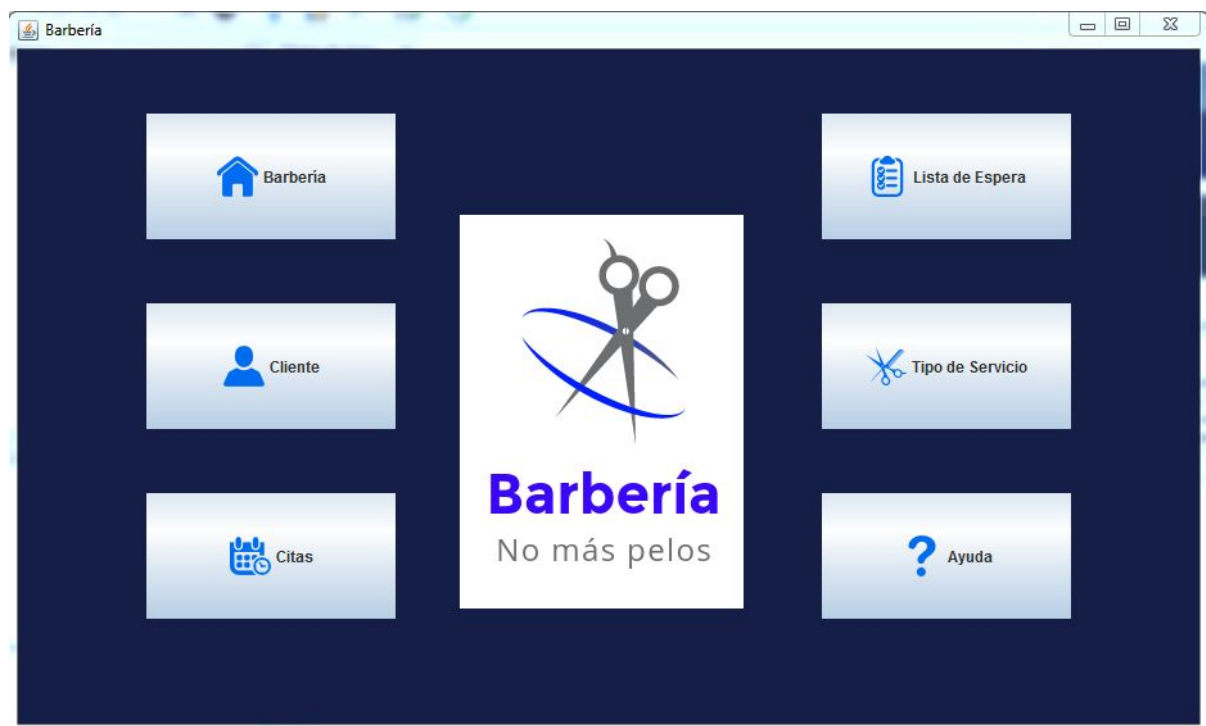 Barbería
Barbería
Lista de Espera
Cliente
Tipo de Servicio
Citas
Ayuda
Barbería
No más pelos